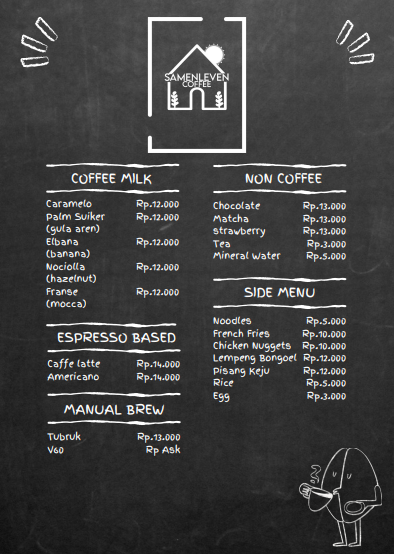 SAMENLEVEN
COFFEE
COFFEE MILK
Caramelo Rp.12.000
Palm Suiker Rp.12.000
(gula aren)
Elbana Rp.12.000
(banana)
Nociolla Rp.12.000
(hazelnut)
Franse Rp.12.000
(mocca)
ESPRESSO BASED
Caffe latte Rp.14.000
Americano Rp.14.000
MANUAL BREW
Tubruk Rp.13.000
V60 Rp Ask
NON COFFEE
Chocolate Rp.13.000
Matcha Rp.13.000
strawberry Rp.13.000
Tea Rp.3.000
Mineral water Rp.5.000
SIDE MENU
Noodles Rp.5.000
French Fries Rp.10.000
Chicken Nuggets Rp.10.000
Lempeng Bongoel Rp.12.000
Pisang Keju Rp.12.000
Rice Rp.5.000
Egg Rp.3.000